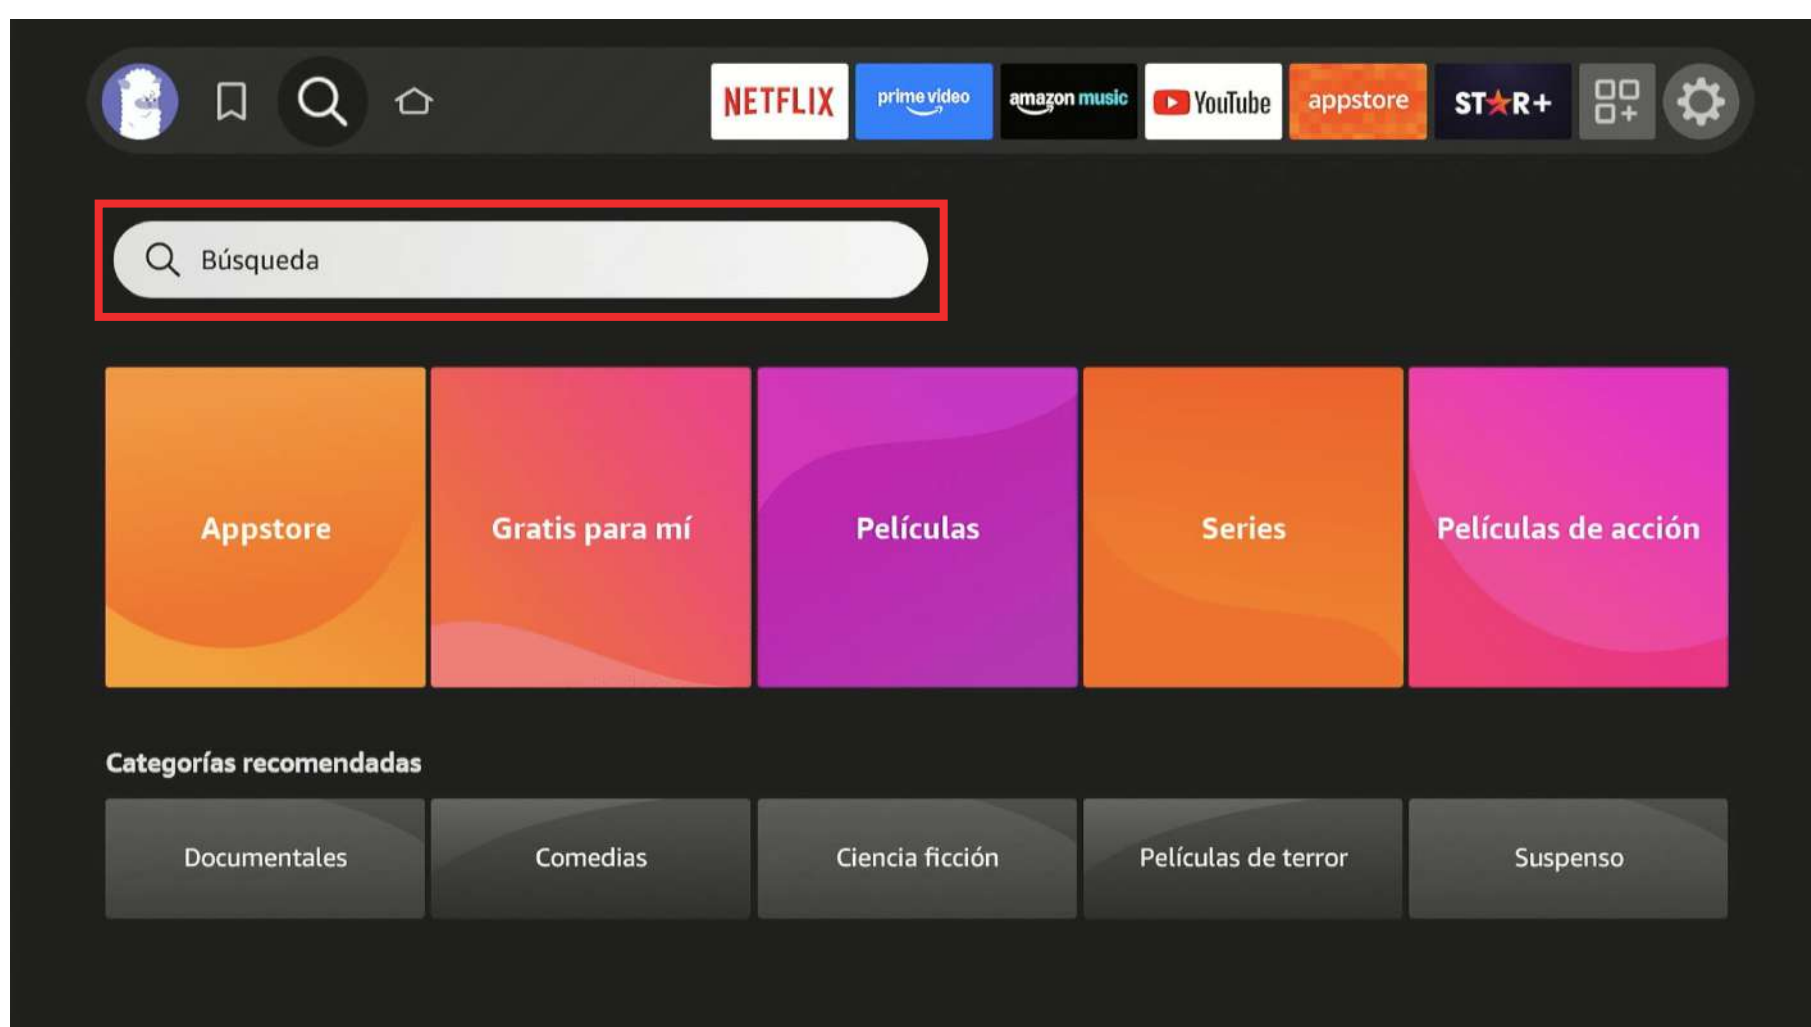 NETFLIX
prime video
amazon music
YouTube
appstore
ST★R+
Búsqueda
Appstore
Gratis para mí
Películas
Series
Películas de acción
Categorías recomendadas
Documentales
Comedias
Ciencia ficción
Películas de terror
Suspenso